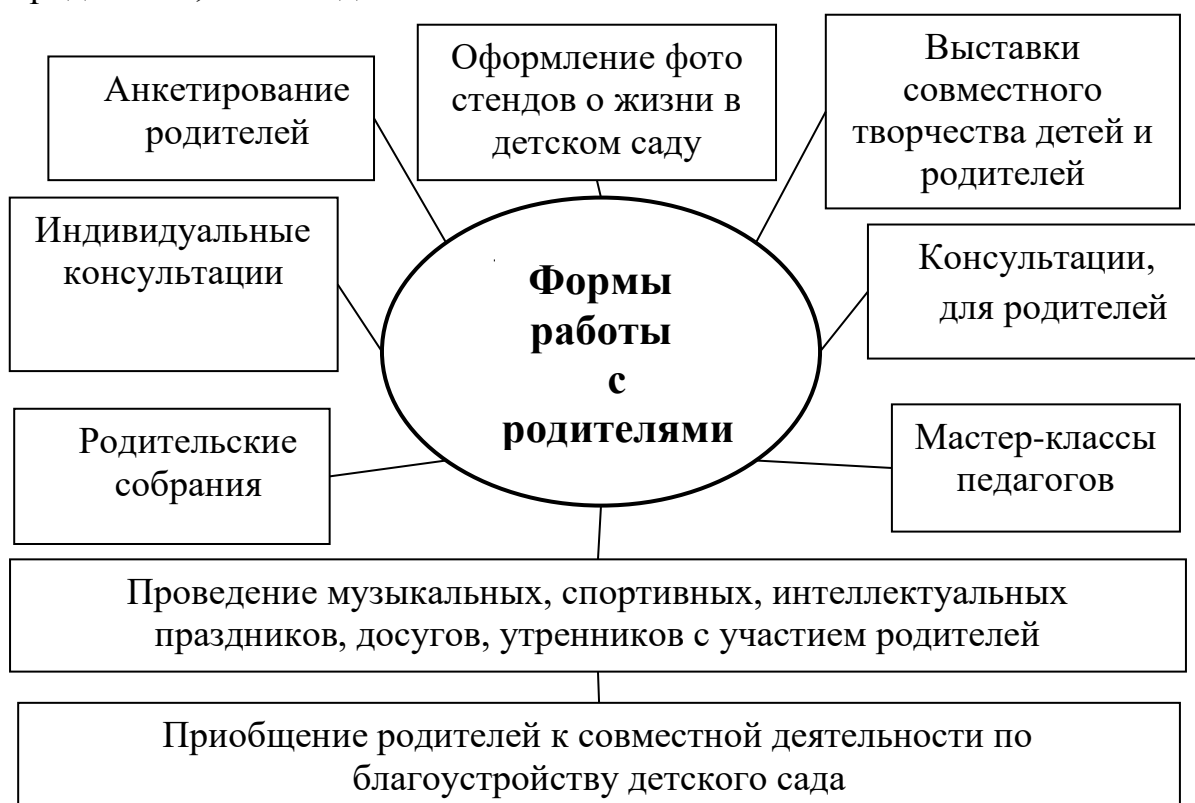 Анкетирование
родителей
Оформление фото
стендов о жизни в
детском саду
Выставки
совместного
творчества детей и
родителей
Индивидуальные
консультации
Формы
работы
с
родителями
Консультации,
для родителей
Родительские
собрания
Мастер-классы
педагогов
Проведение музыкальных, спортивных, интеллектуальных
праздников, досугов, утренников с участием родителей
Приобщение родителей к совместной деятельности по
благоустройству детского сада